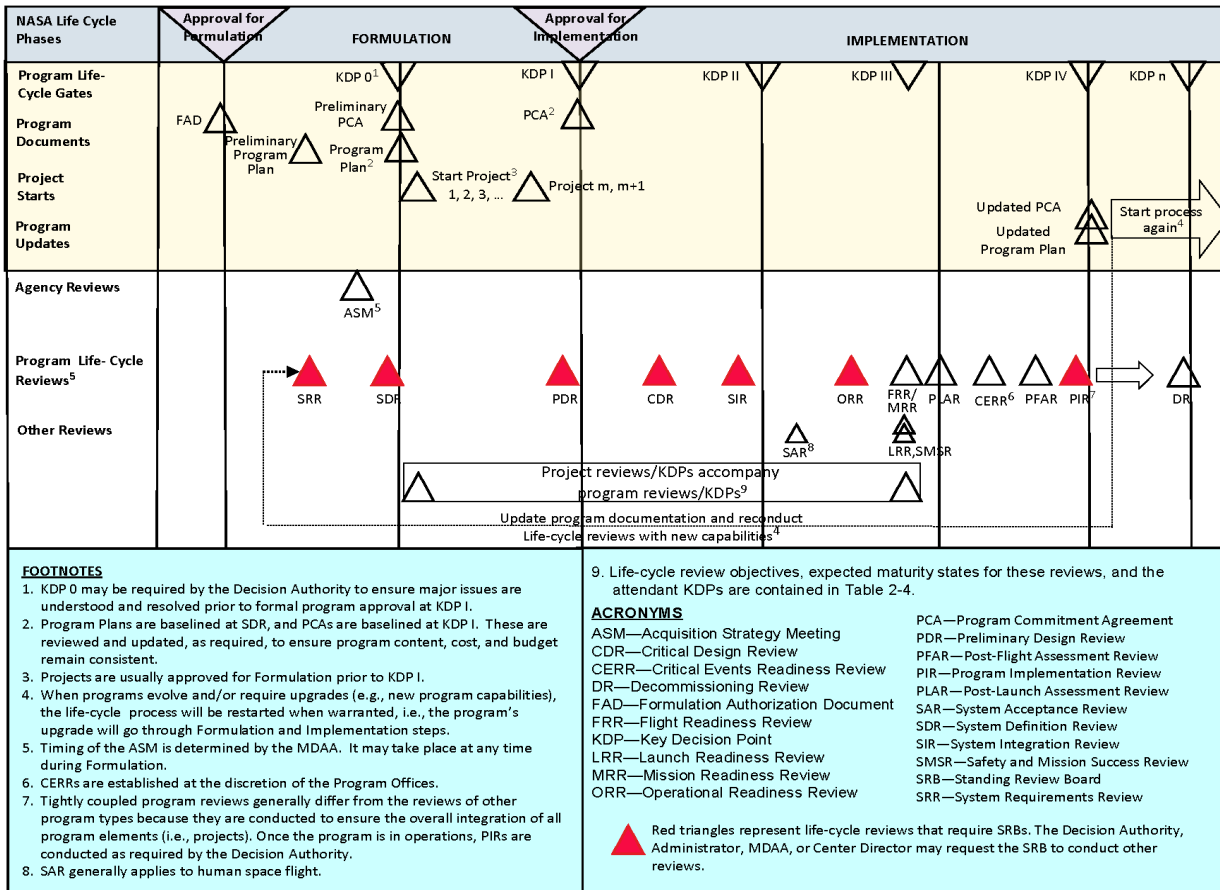 NASA Life Cycle
Phases
Approval for
Formulation
FORMULATION
Approval for
Implementation
IMPLEMENTATION
Program Life-
Cycle Gates
KDP 0¹
KDP I
KDP II
KDP III
KDP IV
KDP n
Program
Documents
FAD
Preliminary
Program
Plan
Preliminary
PCA
Program
Plan²
PCA²
Project
Starts
Start Project³
1, 2, 3, ...
Project m, m+1
Program
Updates
Updated PCA
Updated
Program Plan
Start process
again⁴
Agency Reviews
ASM⁵
Program Life- Cycle
Reviews⁵
SRR
SDR
PDR
CDR
SIR
ORR
FRR/
MRR
PLAR
CERR⁶
PFAR
PIR⁷
DR
Other Reviews
SAR⁸
LRR,SMSR
Project reviews/KDPs accompany
program reviews/KDPs⁹
Update program documentation and reconduct
Life-cycle reviews with new capabilities⁴
FOOTNOTES
1. KDP 0 may be required by the Decision Authority to ensure major issues are
understood and resolved prior to formal program approval at KDP I.
2. Program Plans are baselined at SDR, and PCAs are baselined at KDP I. These are
reviewed and updated, as required, to ensure program content, cost, and budget
remain consistent.
3. Projects are usually approved for Formulation prior to KDP I.
4. When programs evolve and/or require upgrades (e.g., new program capabilities),
the life-cycle process will be restarted when warranted, i.e., the program's
upgrade will go through Formulation and Implementation steps.
5. Timing of the ASM is determined by the MDAA. It may take place at any time
during Formulation.
6. CERRs are established at the discretion of the Program Offices.
7. Tightly coupled program reviews generally differ from the reviews of other
program types because they are conducted to ensure the overall integration of all
program elements (i.e., projects). Once the program is in operations, PIRs are
conducted as required by the Decision Authority.
8. SAR generally applies to human space flight.
9. Life-cycle review objectives, expected maturity states for these reviews, and the
attendant KDPs are contained in Table 2-4.
ACRONYMS
ASM—Acquisition Strategy Meeting
CDR—Critical Design Review
CERR—Critical Events Readiness Review
DR—Decommissioning Review
FAD—Formulation Authorization Document
FRR—Flight Readiness Review
KDP—Key Decision Point
LRR—Launch Readiness Review
MRR—Mission Readiness Review
ORR—Operational Readiness Review
PCA—Program Commitment Agreement
PDR—Preliminary Design Review
PFAR—Post-Flight Assessment Review
PIR—Program Implementation Review
PLAR—Post-Launch Assessment Review
SAR—System Acceptance Review
SDR—System Definition Review
SIR—System Integration Review
SMSR—Safety and Mission Success Review
SRB—Standing Review Board
SRR—System Requirements Review
Red triangles represent life-cycle reviews that require SRBs. The Decision Authority,
Administrator, MDAA, or Center Director may request the SRB to conduct other
reviews.